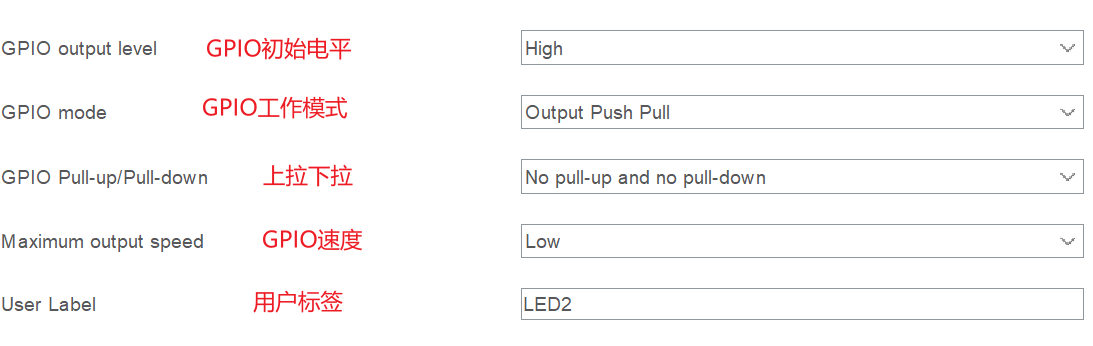 GPIO output level GPIO初始电平 High
GPIO mode GPIO工作模式 Output Push Pull
GPIO Pull-up/Pull-down 上拉下拉 No pull-up and no pull-down
Maximum output speed GPIO速度 Low
User Label 用户标签 LED2